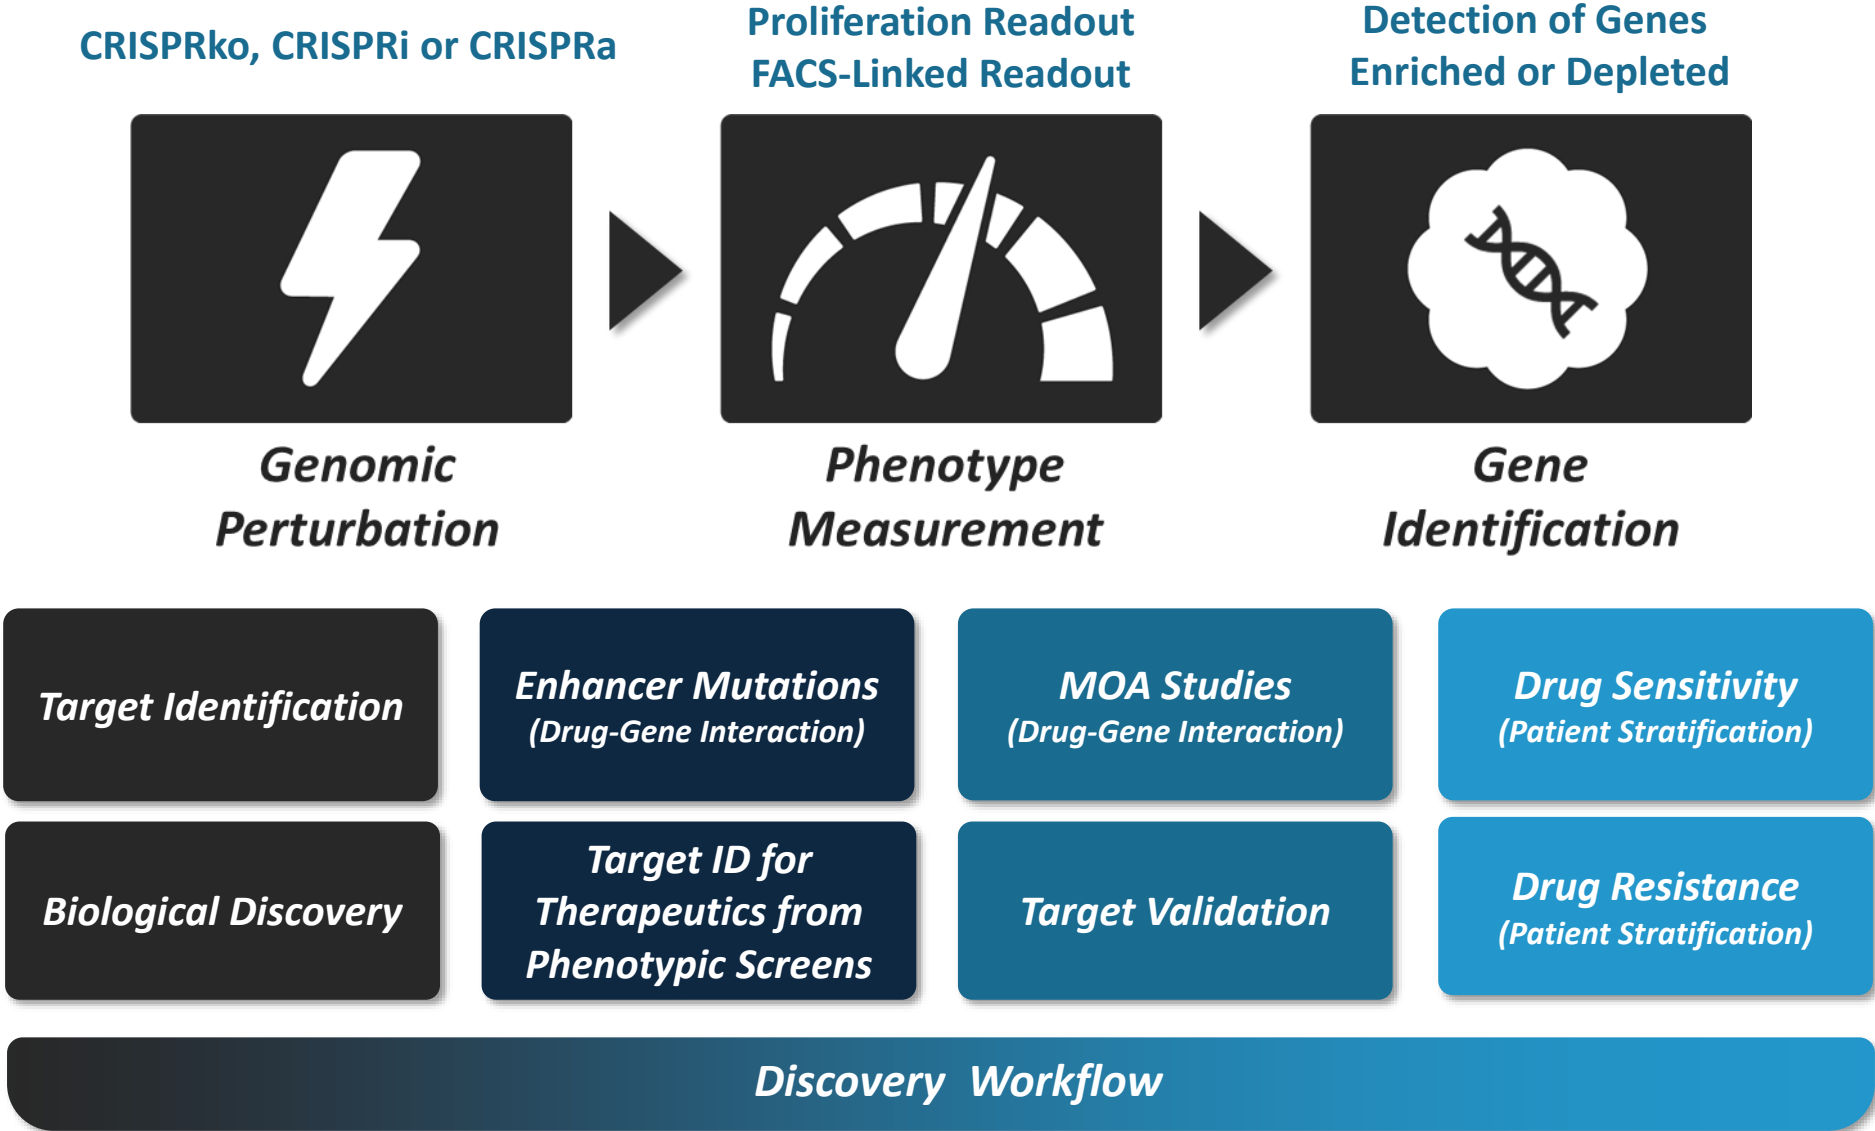 CRISPRko, CRISPRi or CRISPRa
Proliferation Readout
FACS-Linked Readout
Detection of Genes
Enriched or Depleted
Genomic
Perturbation
Phenotype
Measurement
Gene
Identification
Target Identification
Enhancer Mutations
(Drug-Gene Interaction)
MOA Studies
(Drug-Gene Interaction)
Drug Sensitivity
(Patient Stratification)
Biological Discovery
Target ID for
Therapeutics from
Phenotypic Screens
Target Validation
Drug Resistance
(Patient Stratification)
Discovery Workflow